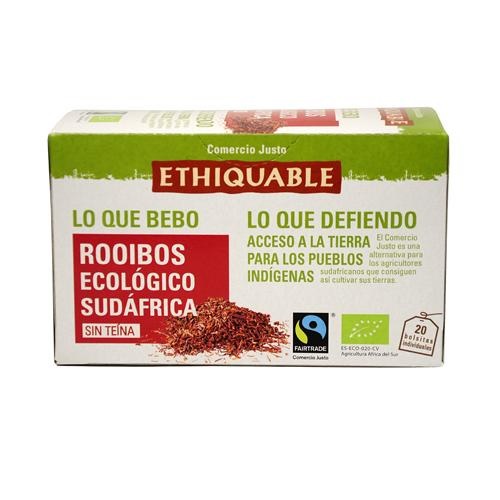 Comercio Justo
ETHIQUABLE
LO QUE BEBO
ROOIBOS
ECOLÓGICO
SUDÁFRICA
SIN TEÍNA
LO QUE DEFIENDO
ACCESO A LA TIERRA
PARA LOS PUEBLOS
INDÍGENAS
El Comercio
Justo es una
alternativa para
los agricultores
sudafricanos que consiguen
así cultivar sus tierras.
FAIRTRADE
Comercio Justo
ES-ECO-020-CV
Agricultura Africa del Sur
20
bolsitas
individuales